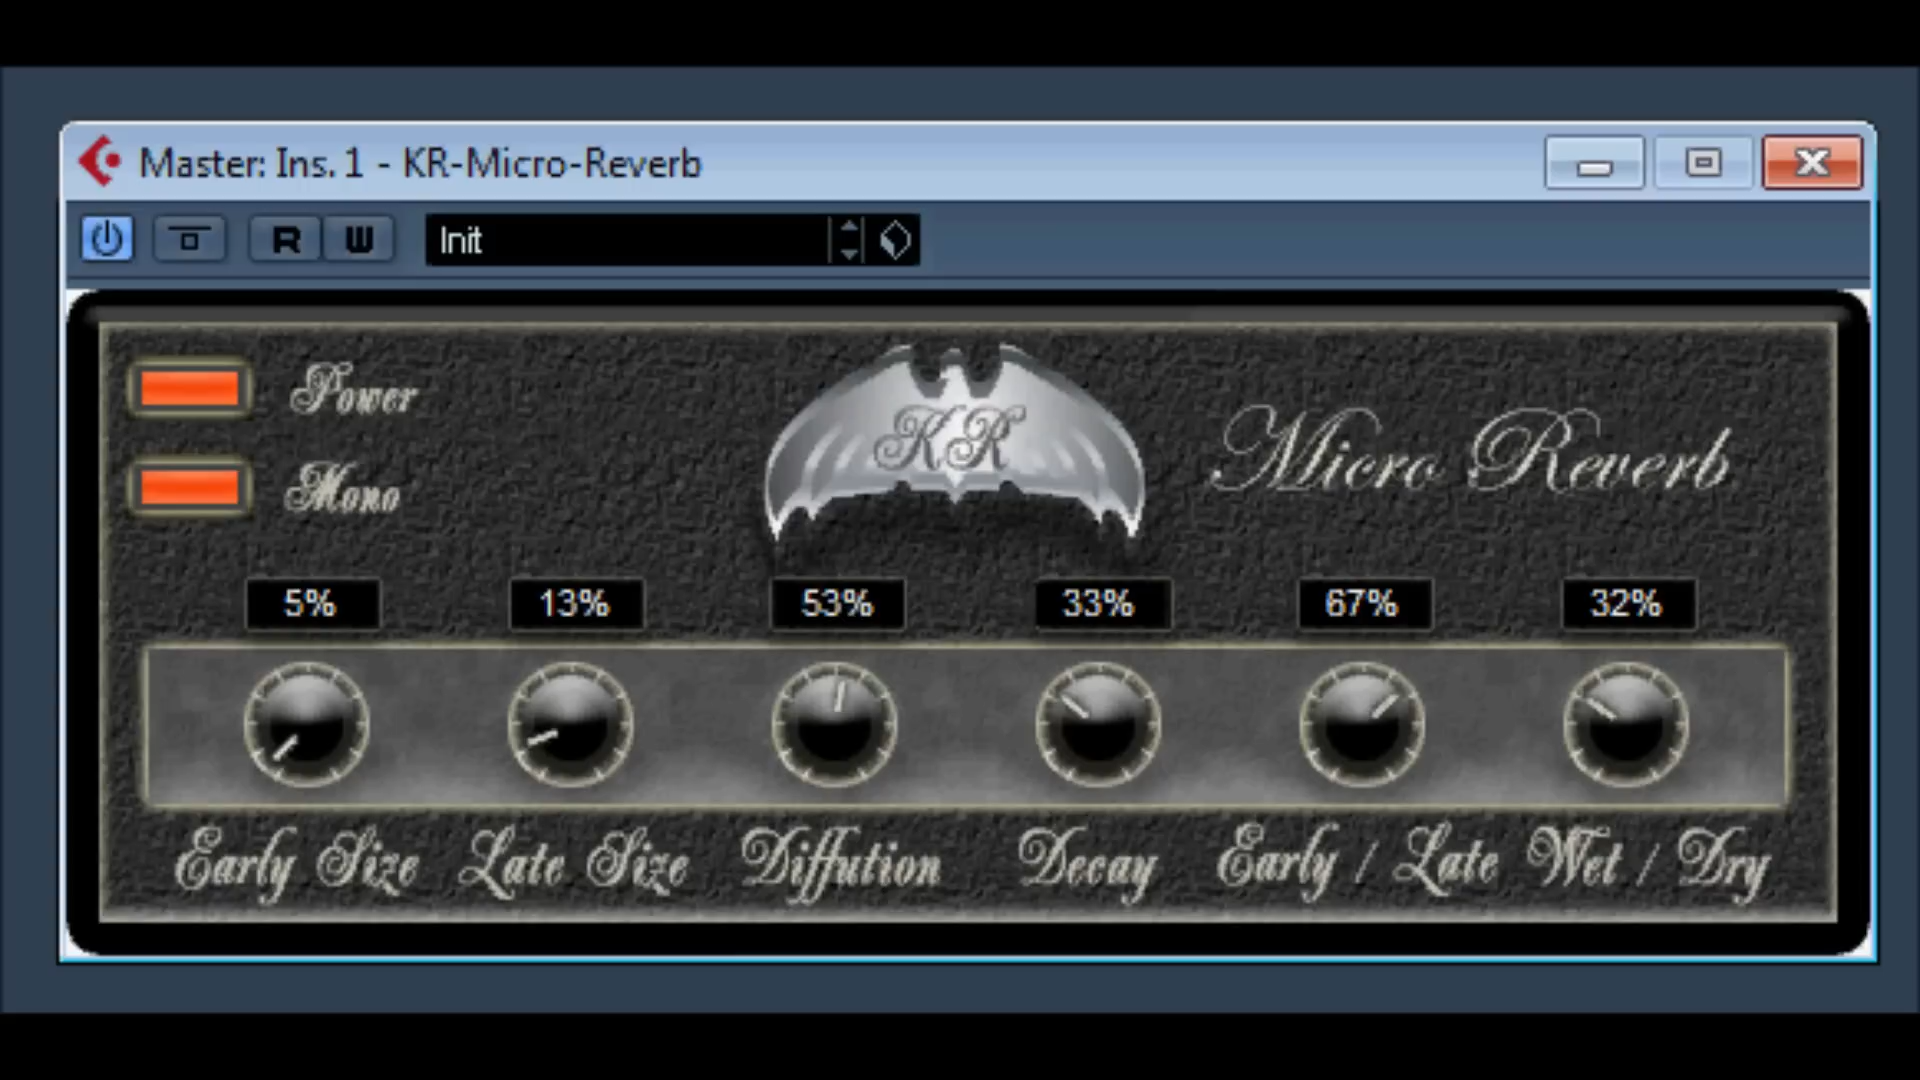 Master: Ins. 1 - KR-Micro-Reverb
R W Init
Power
KR
Micro Reverb
Mono
5% 13% 53% 33% 67% 32%
Early Size Late Size Diffution Decay Early / Late Wet / Dry